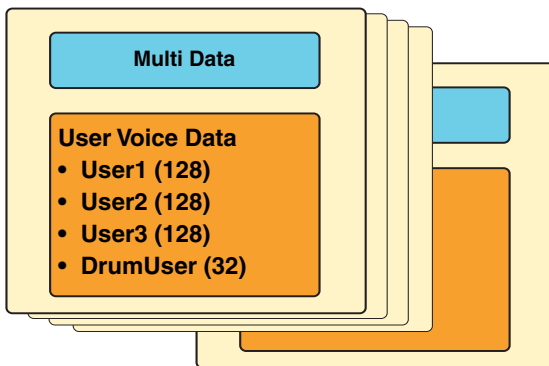 Multi Data
User Voice Data
• User1 (128)
• User2 (128)
• User3 (128)
• DrumUser (32)